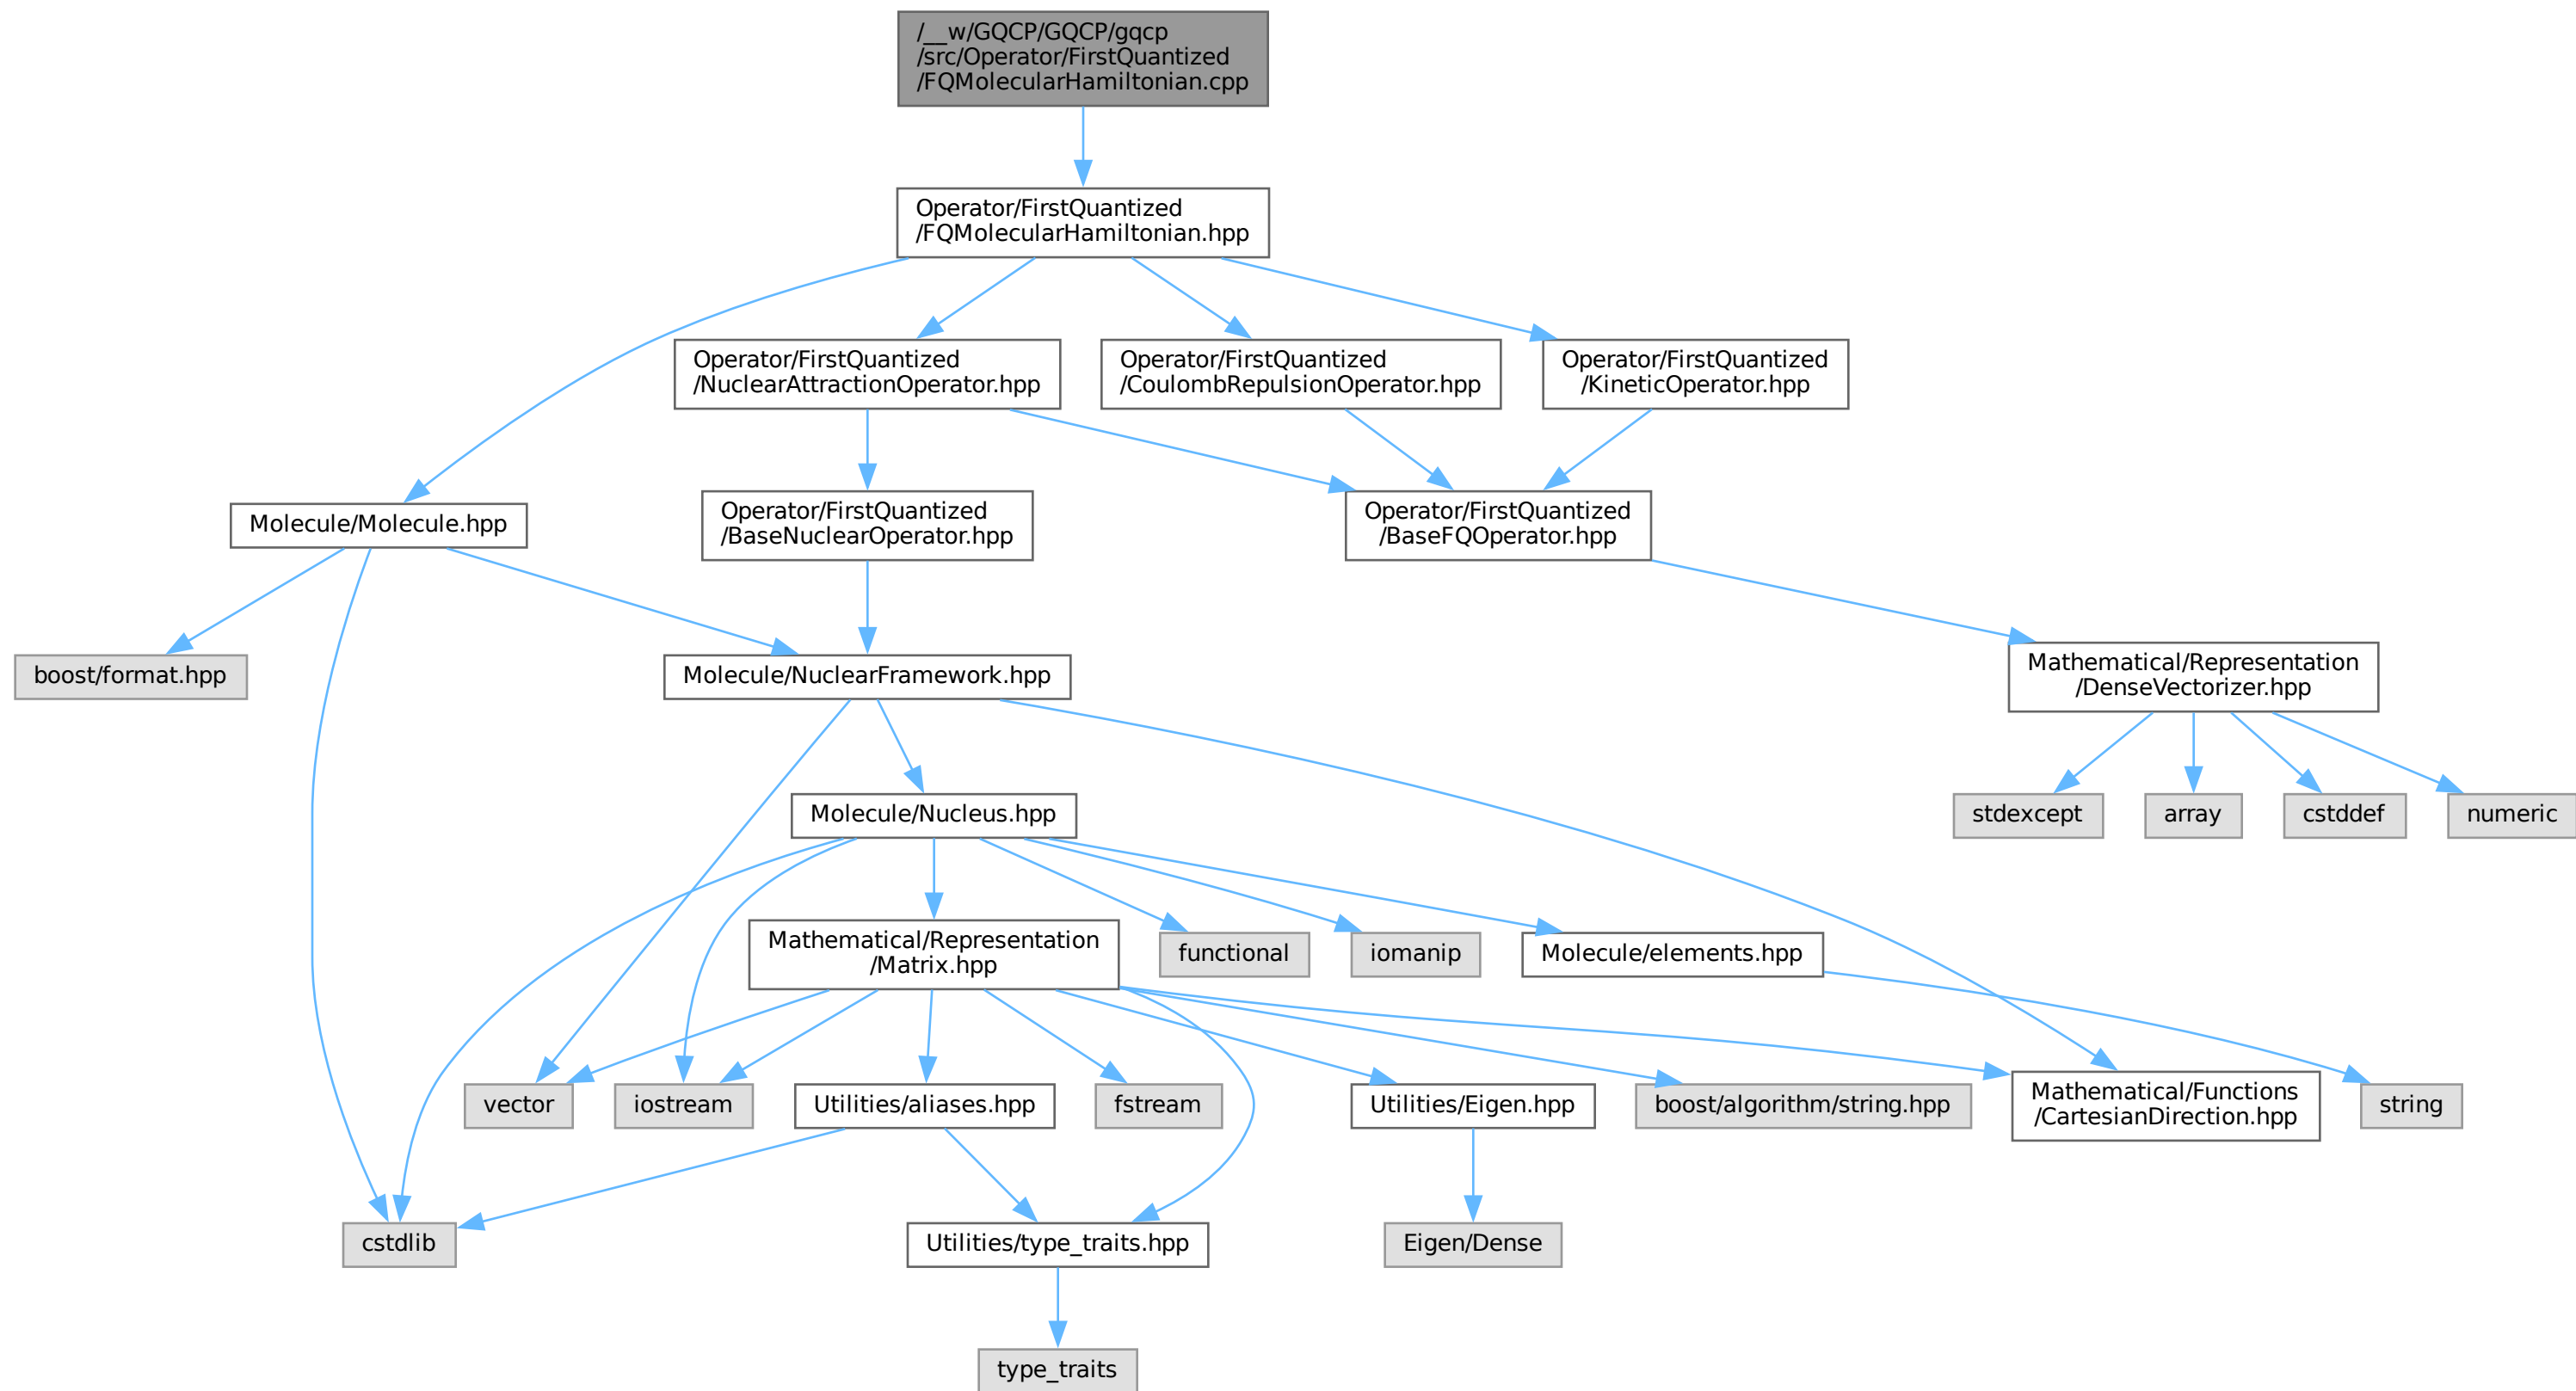 /__w/GQCP/GQCP/gqcp
/src/Operator/FirstQuantized
/FQMolecularHamiltonian.cpp
Operator/FirstQuantized
/FQMolecularHamiltonian.hpp
Operator/FirstQuantized
/NuclearAttractionOperator.hpp
Operator/FirstQuantized
/CoulombRepulsionOperator.hpp
Operator/FirstQuantized
/KineticOperator.hpp
Molecule/Molecule.hpp
Operator/FirstQuantized
/BaseNuclearOperator.hpp
Operator/FirstQuantized
/BaseFQOperator.hpp
boost/format.hpp
Molecule/NuclearFramework.hpp
Mathematical/Representation
/DenseVectorizer.hpp
Molecule/Nucleus.hpp
stdexcept
array
cstddef
numeric
Mathematical/Representation
/Matrix.hpp
functional
iomanip
Molecule/elements.hpp
vector
iostream
Utilities/aliases.hpp
fstream
Utilities/Eigen.hpp
boost/algorithm/string.hpp
Mathematical/Functions
/CartesianDirection.hpp
string
cstdlib
Utilities/type_traits.hpp
Eigen/Dense
type_traits